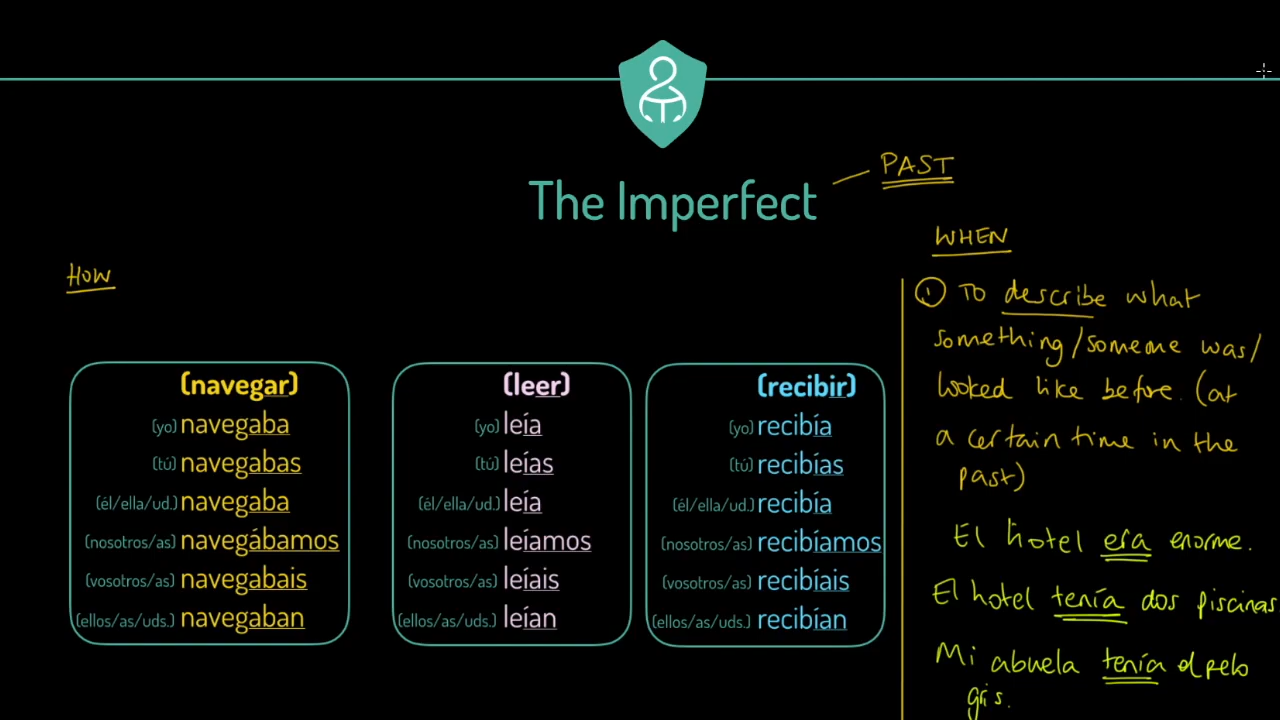 PAST
The Imperfect
WHEN
HOW
① To describe what
something/someone was/
looked like before. (at
a certain time in the
past)
El hotel era enorme.
El hotel tenía dos piscinas
Mi abuela tenía el pelo
gris.
(navegar)
(yo) navegaba
(tú) navegabas
(él/ella/ud.) navegaba
(nosotros/as) navegábamos
(vosotros/as) navegabais
(ellos/as/uds.) navegaban
(leer)
(yo) leía
(tú) leías
(él/ella/ud.) leía
(nosotros/as) leíamos
(vosotros/as) leíais
(ellos/as/uds.) leían
(recibir)
(yo) recibía
(tú) recibías
(él/ella/ud.) recibía
(nosotros/as) recibíamos
(vosotros/as) recibíais
(ellos/as/uds.) recibían